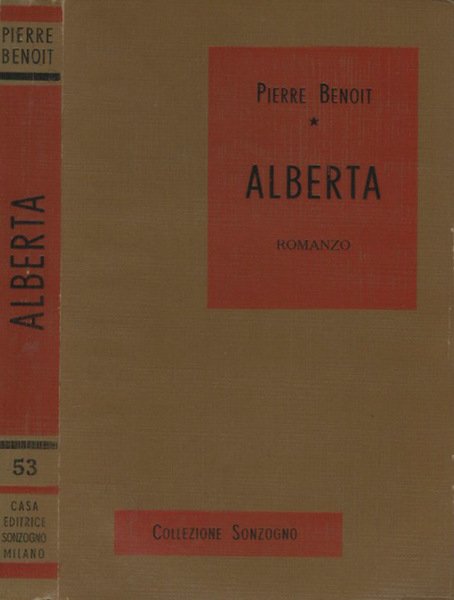 PIERRE
BENOIT
ALBERTA
53
CASA
EDITRICE
SONZOGNO
MILANO
PIERRE BENOIT
★
ALBERTA
ROMANZO
COLLEZIONE SONZOGNO